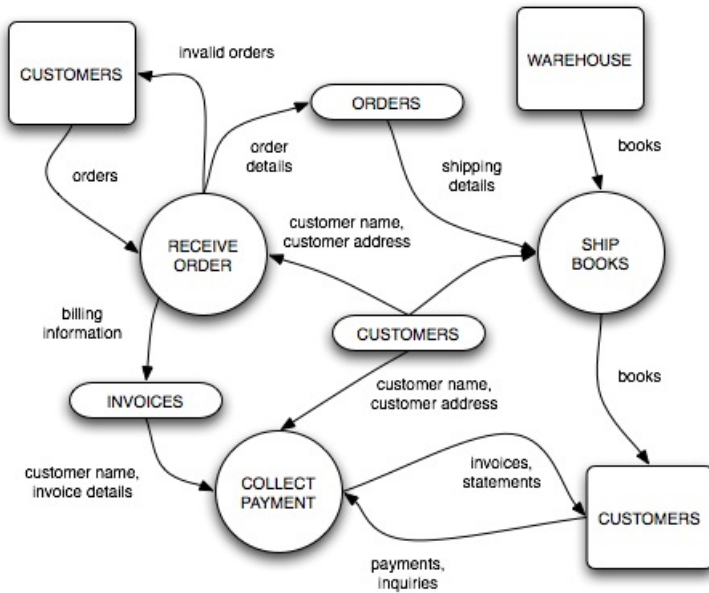 invalid orders
CUSTOMERS
WAREHOUSE
ORDERS
order
details
books
shipping
details
orders
customer name,
customer address
RECEIVE
ORDER
SHIP
BOOKS
billing
information
CUSTOMERS
books
customer name,
customer address
INVOICES
customer name,
invoice details
COLLECT
PAYMENT
invoices,
statements
CUSTOMERS
payments,
inquiries